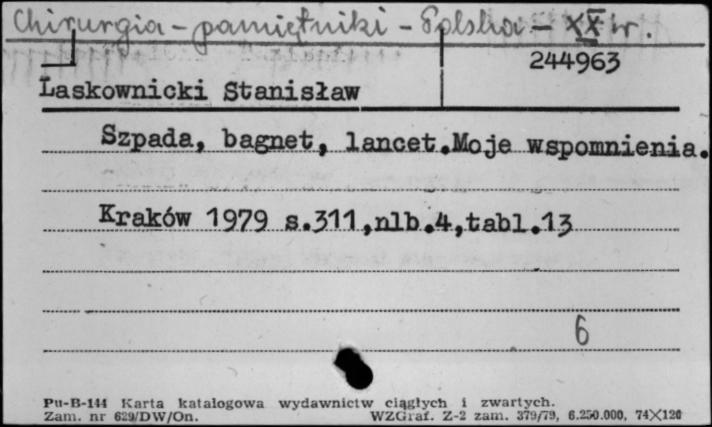 Chirurgia - pamiętniki - Polska - XX w.
244963
Laskownicki Stanisław
Szpada, bagnet, lancet.Moje wspomnienia.
Kraków 1979 s.311,nlb.4,tabl.13
6
Pu-B-144 Karta katalogowa wydawnictw ciągłych i zwartych.
Zam. nr 629/DW/On. WZGraf. Z-2 zam. 379/79, 6.250.000, 74X120